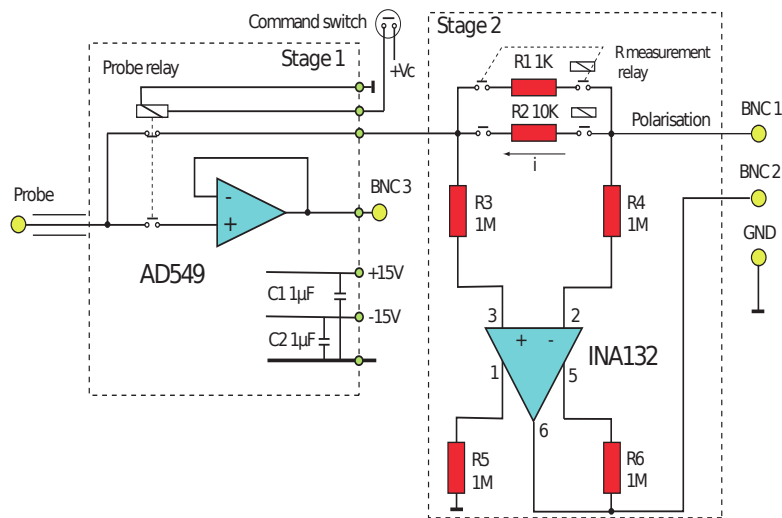 Command switch
Stage 1
+Vc
Probe relay
Stage 2
R1 1K
R measurement
relay
R2 10K
Polarisation
i
BNC 1
BNC 2
GND
Probe
-
+
BNC 3
AD549
R3
1M
R4
1M
+15V
C1 1µF
-15V
C2 1µF
3
2
+
-
INA132
1
5
6
R5
1M
R6
1M